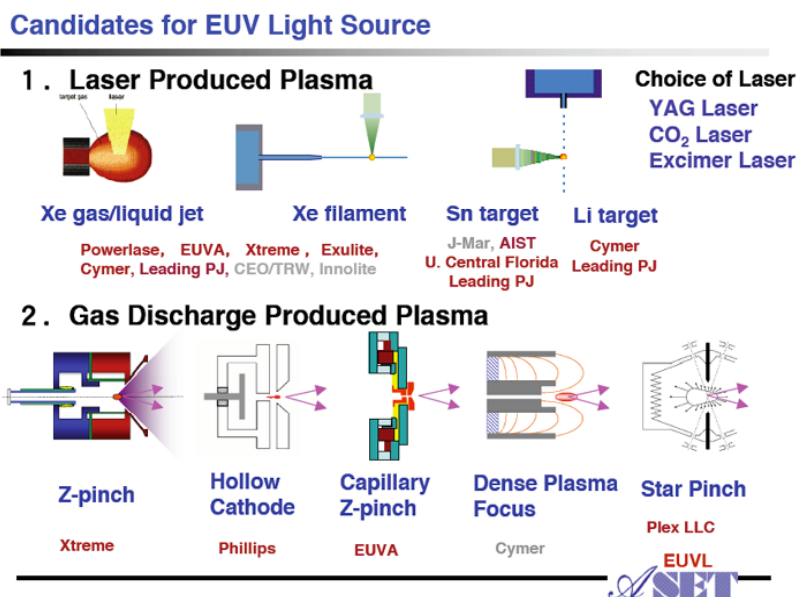 Candidates for EUV Light Source
1. Laser Produced Plasma
target gas laser
Choice of Laser
YAG Laser
CO₂ Laser
Excimer Laser
Xe gas/liquid jet Xe filament Sn target Li target
Powerlase, EUVA, Xtreme , Exulite,
Cymer, Leading PJ, CEO/TRW, Innolite
J-Mar, AIST
U. Central Florida
Leading PJ
Cymer
Leading PJ
2. Gas Discharge Produced Plasma
Z-pinch
Hollow
Cathode
Capillary
Z-pinch
Dense Plasma
Focus
Star Pinch
Xtreme
Phillips
EUVA
Cymer
Plex LLC
EUVL
ASET